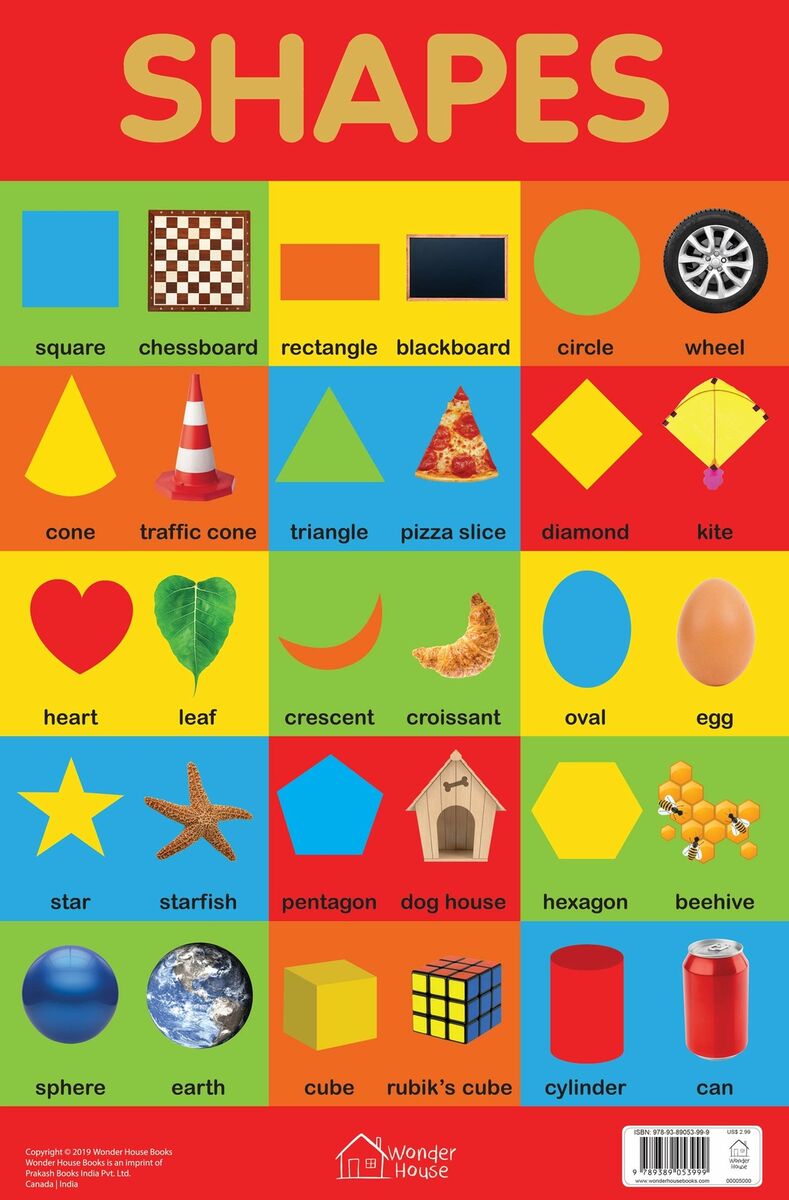 SHAPES
square chessboard rectangle blackboard circle wheel
cone traffic cone triangle pizza slice diamond kite
heart leaf crescent croissant oval egg
star starfish pentagon dog house hexagon beehive
sphere earth cube rubik's cube cylinder can
Copyright © 2019 Wonder House Books
Wonder House Books is an imprint of
Prakash Books India Pvt. Ltd.
Canada | India
Wonder
House
ISBN: 978-93-89053-99-9
9 789389 053999
www.wonderhousebooks.com
US$ 2.99
Wonder
House
00005000